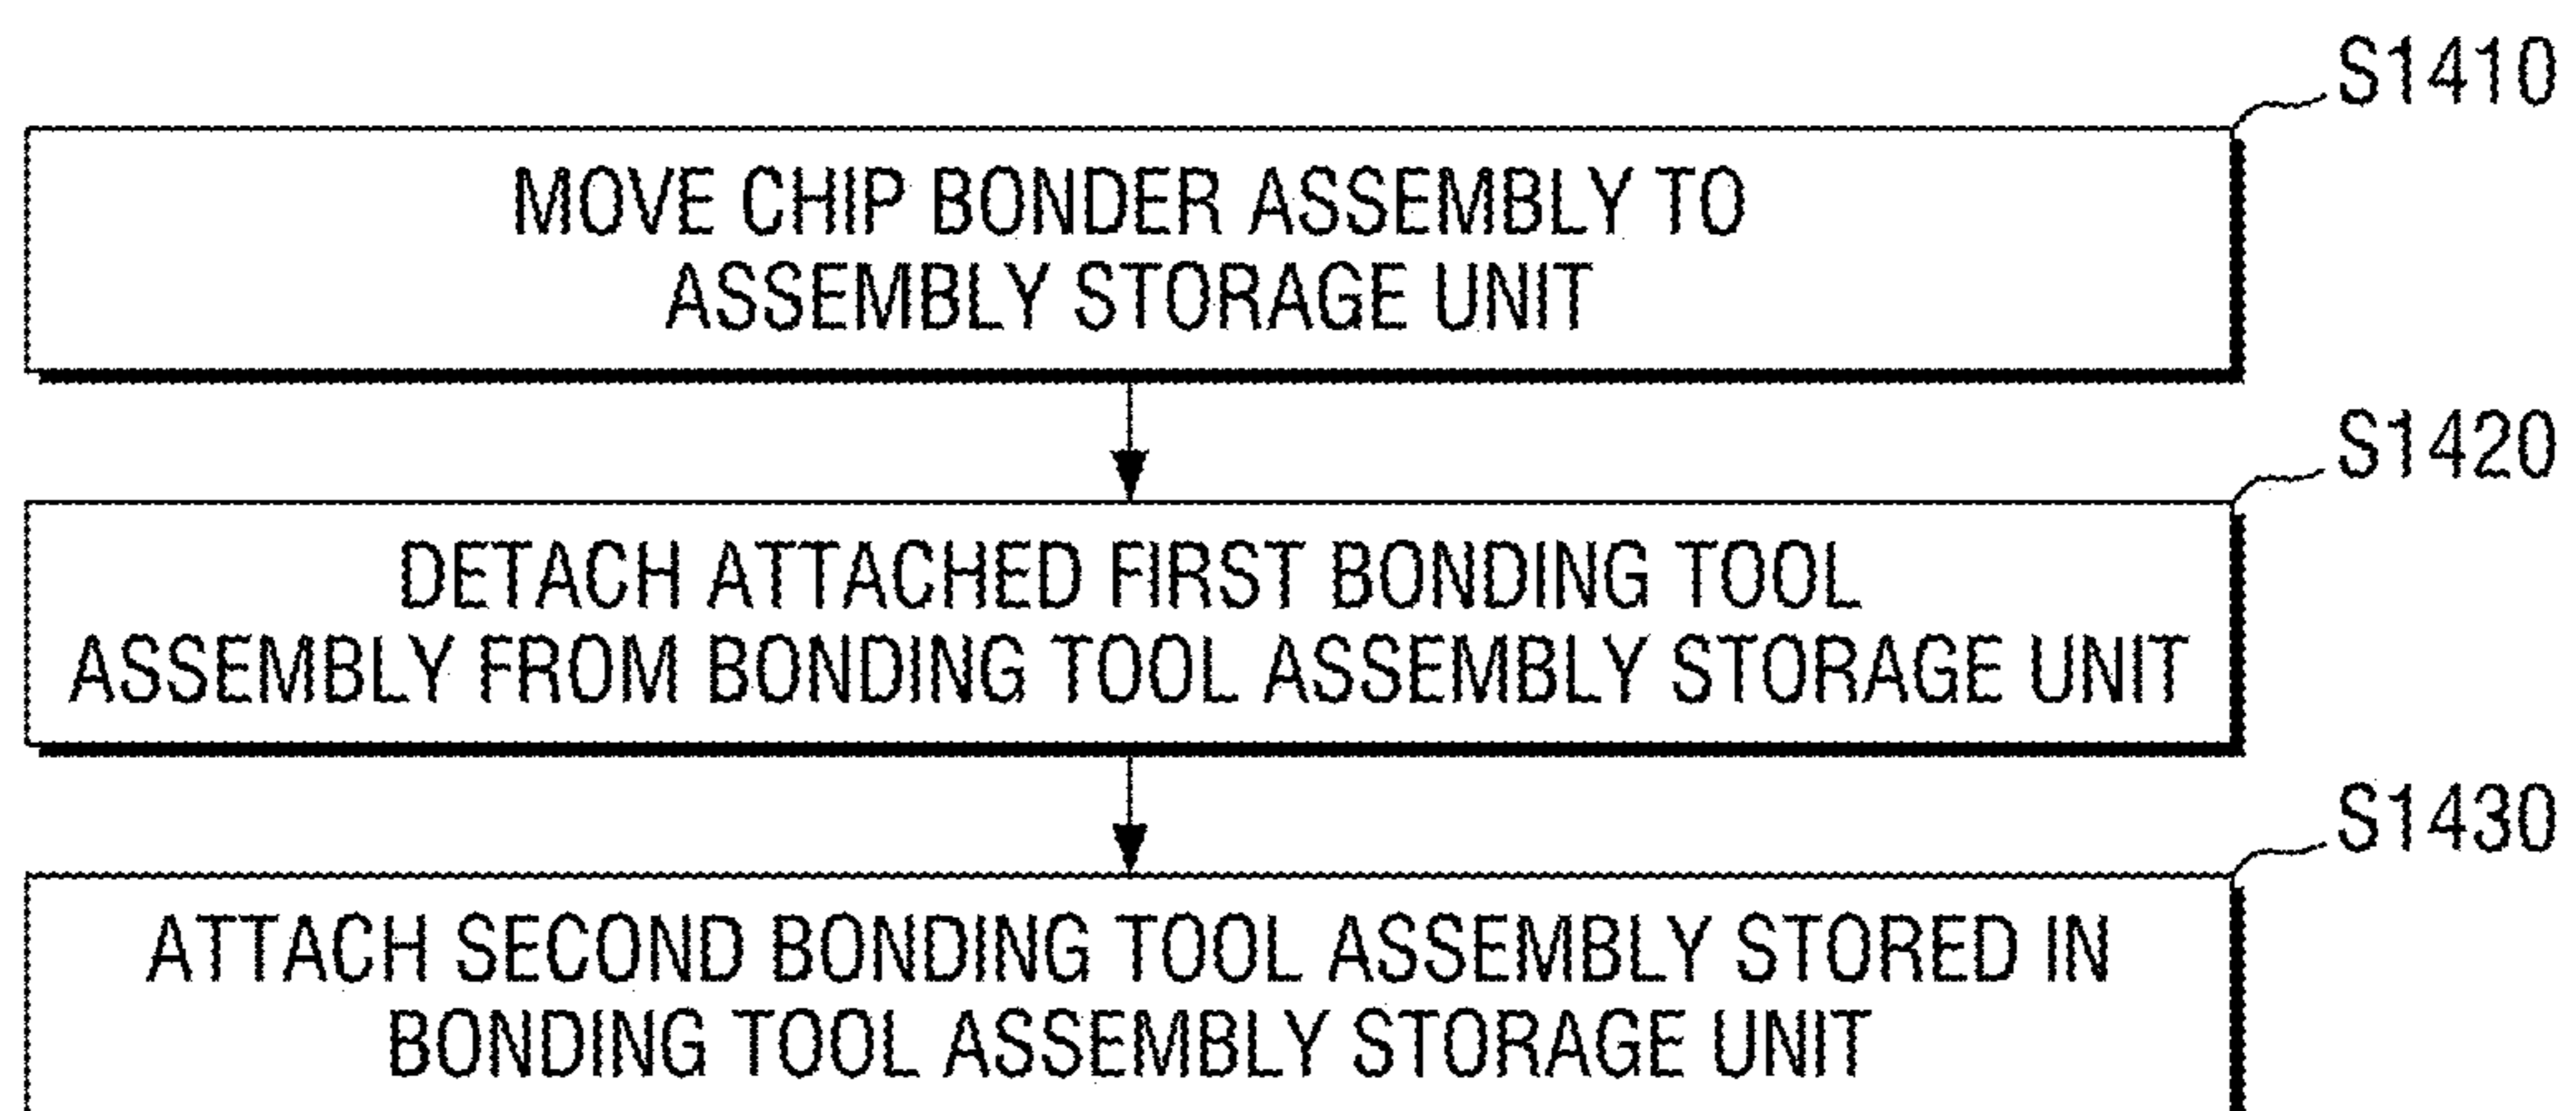 S1410
MOVE CHIP BONDER ASSEMBLY TO
ASSEMBLY STORAGE UNIT
S1420
DETACH ATTACHED FIRST BONDING TOOL
ASSEMBLY FROM BONDING TOOL ASSEMBLY STORAGE UNIT
S1430
ATTACH SECOND BONDING TOOL ASSEMBLY STORED IN
BONDING TOOL ASSEMBLY STORAGE UNIT